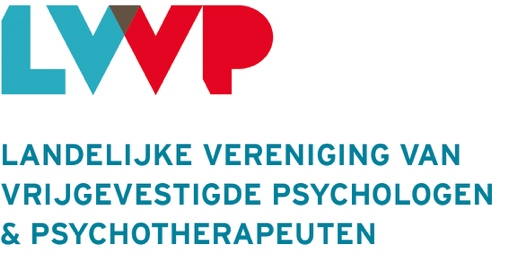 LVVP
LANDELIJKE VERENIGING VAN
VRIJGEVESTIGDE PSYCHOLOGEN
& PSYCHOTHERAPEUTEN